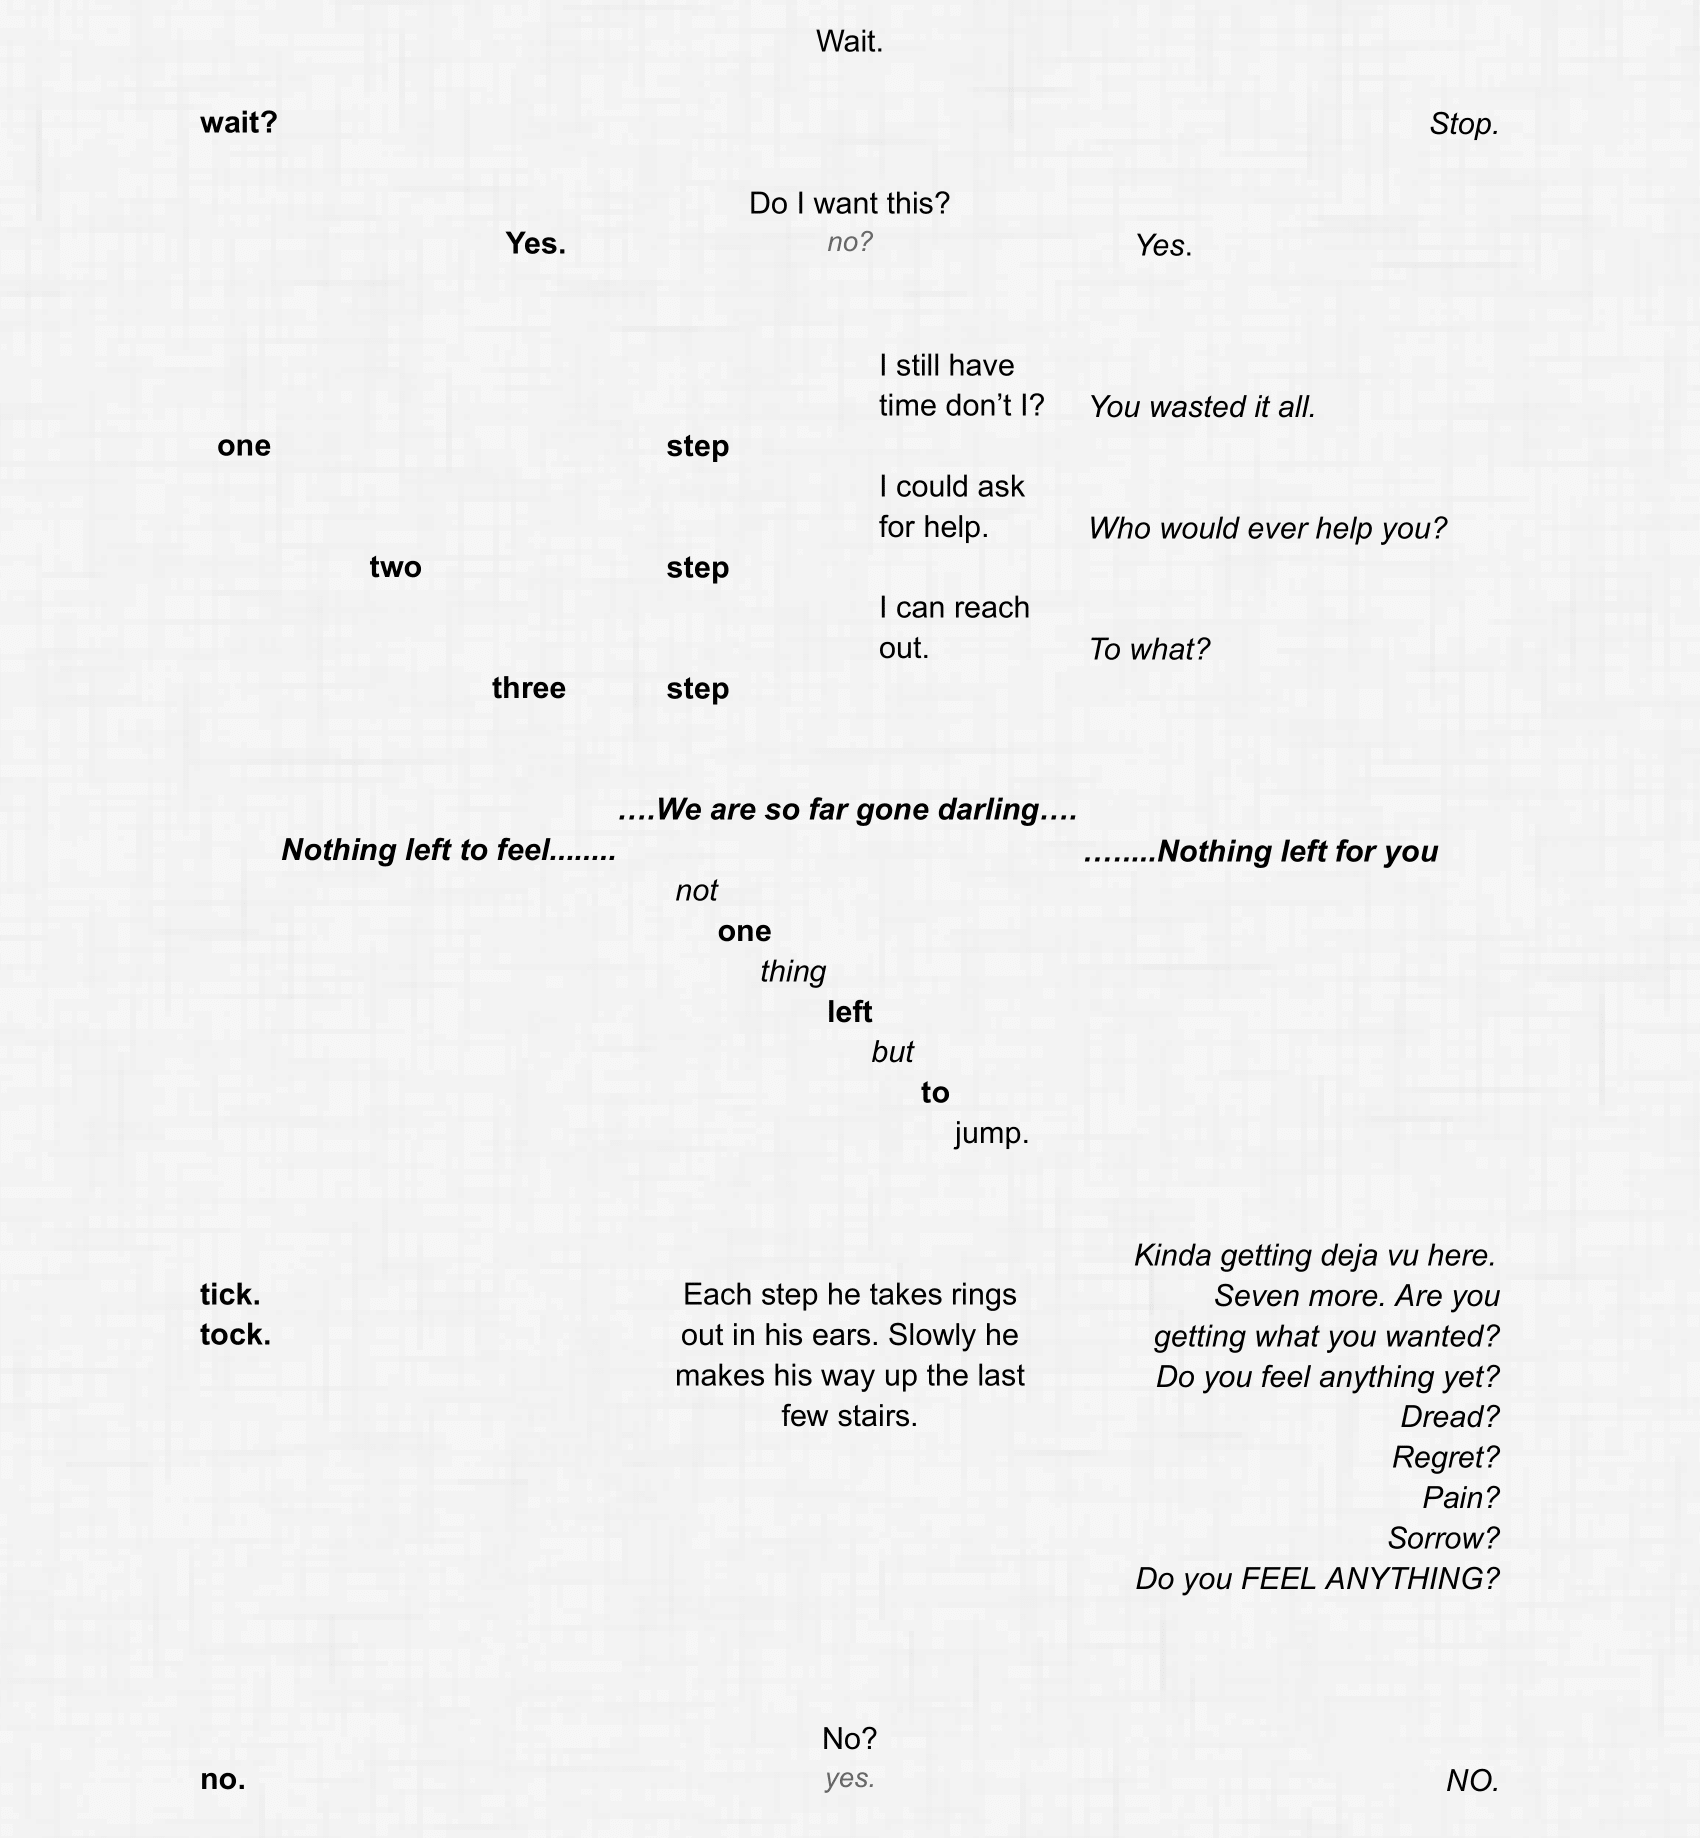 Wait.
wait?
Stop.
Do I want this?
Yes.
no?
Yes.
I still have
time don’t I?
You wasted it all.
one
step
I could ask
for help.
Who would ever help you?
two
step
I can reach
out.
To what?
three
step
….We are so far gone darling….
Nothing left to feel........
…......Nothing left for you
not
one
thing
left
but
to
jump.
tick.
tock.
Each step he takes rings
out in his ears. Slowly he
makes his way up the last
few stairs.
Kinda getting deja vu here.
Seven more. Are you
getting what you wanted?
Do you feel anything yet?
Dread?
Regret?
Pain?
Sorrow?
Do you FEEL ANYTHING?
No?
no.
yes.
NO.